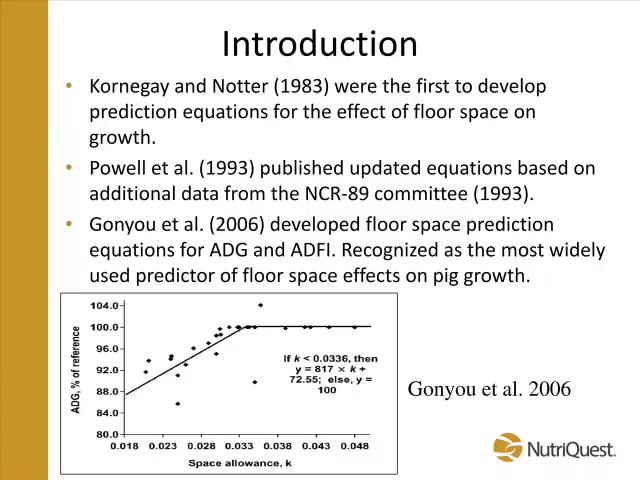 Introduction
• Kornegay and Notter (1983) were the first to develop
prediction equations for the effect of floor space on
growth.
• Powell et al. (1993) published updated equations based on
additional data from the NCR-89 committee (1993).
• Gonyou et al. (2006) developed floor space prediction
equations for ADG and ADFI. Recognized as the most widely
used predictor of floor space effects on pig growth.
ADG, % of reference
104.0
100.0
96.0
92.0
88.0
84.0
80.0
If k < 0.0336, then
y = 817 × k +
72.55; else, y =
100
0.018 0.023 0.028 0.033 0.038 0.043 0.048
Space allowance, k
Gonyou et al. 2006
NutriQuest.